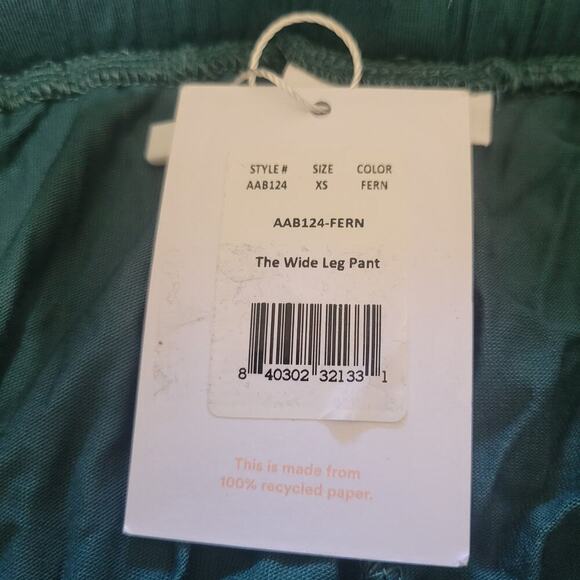 STYLE # SIZE COLOR
AAB124 XS FERN
AAB124-FERN
The Wide Leg Pant
8 40302 32133 1
This is made from
100% recycled paper.